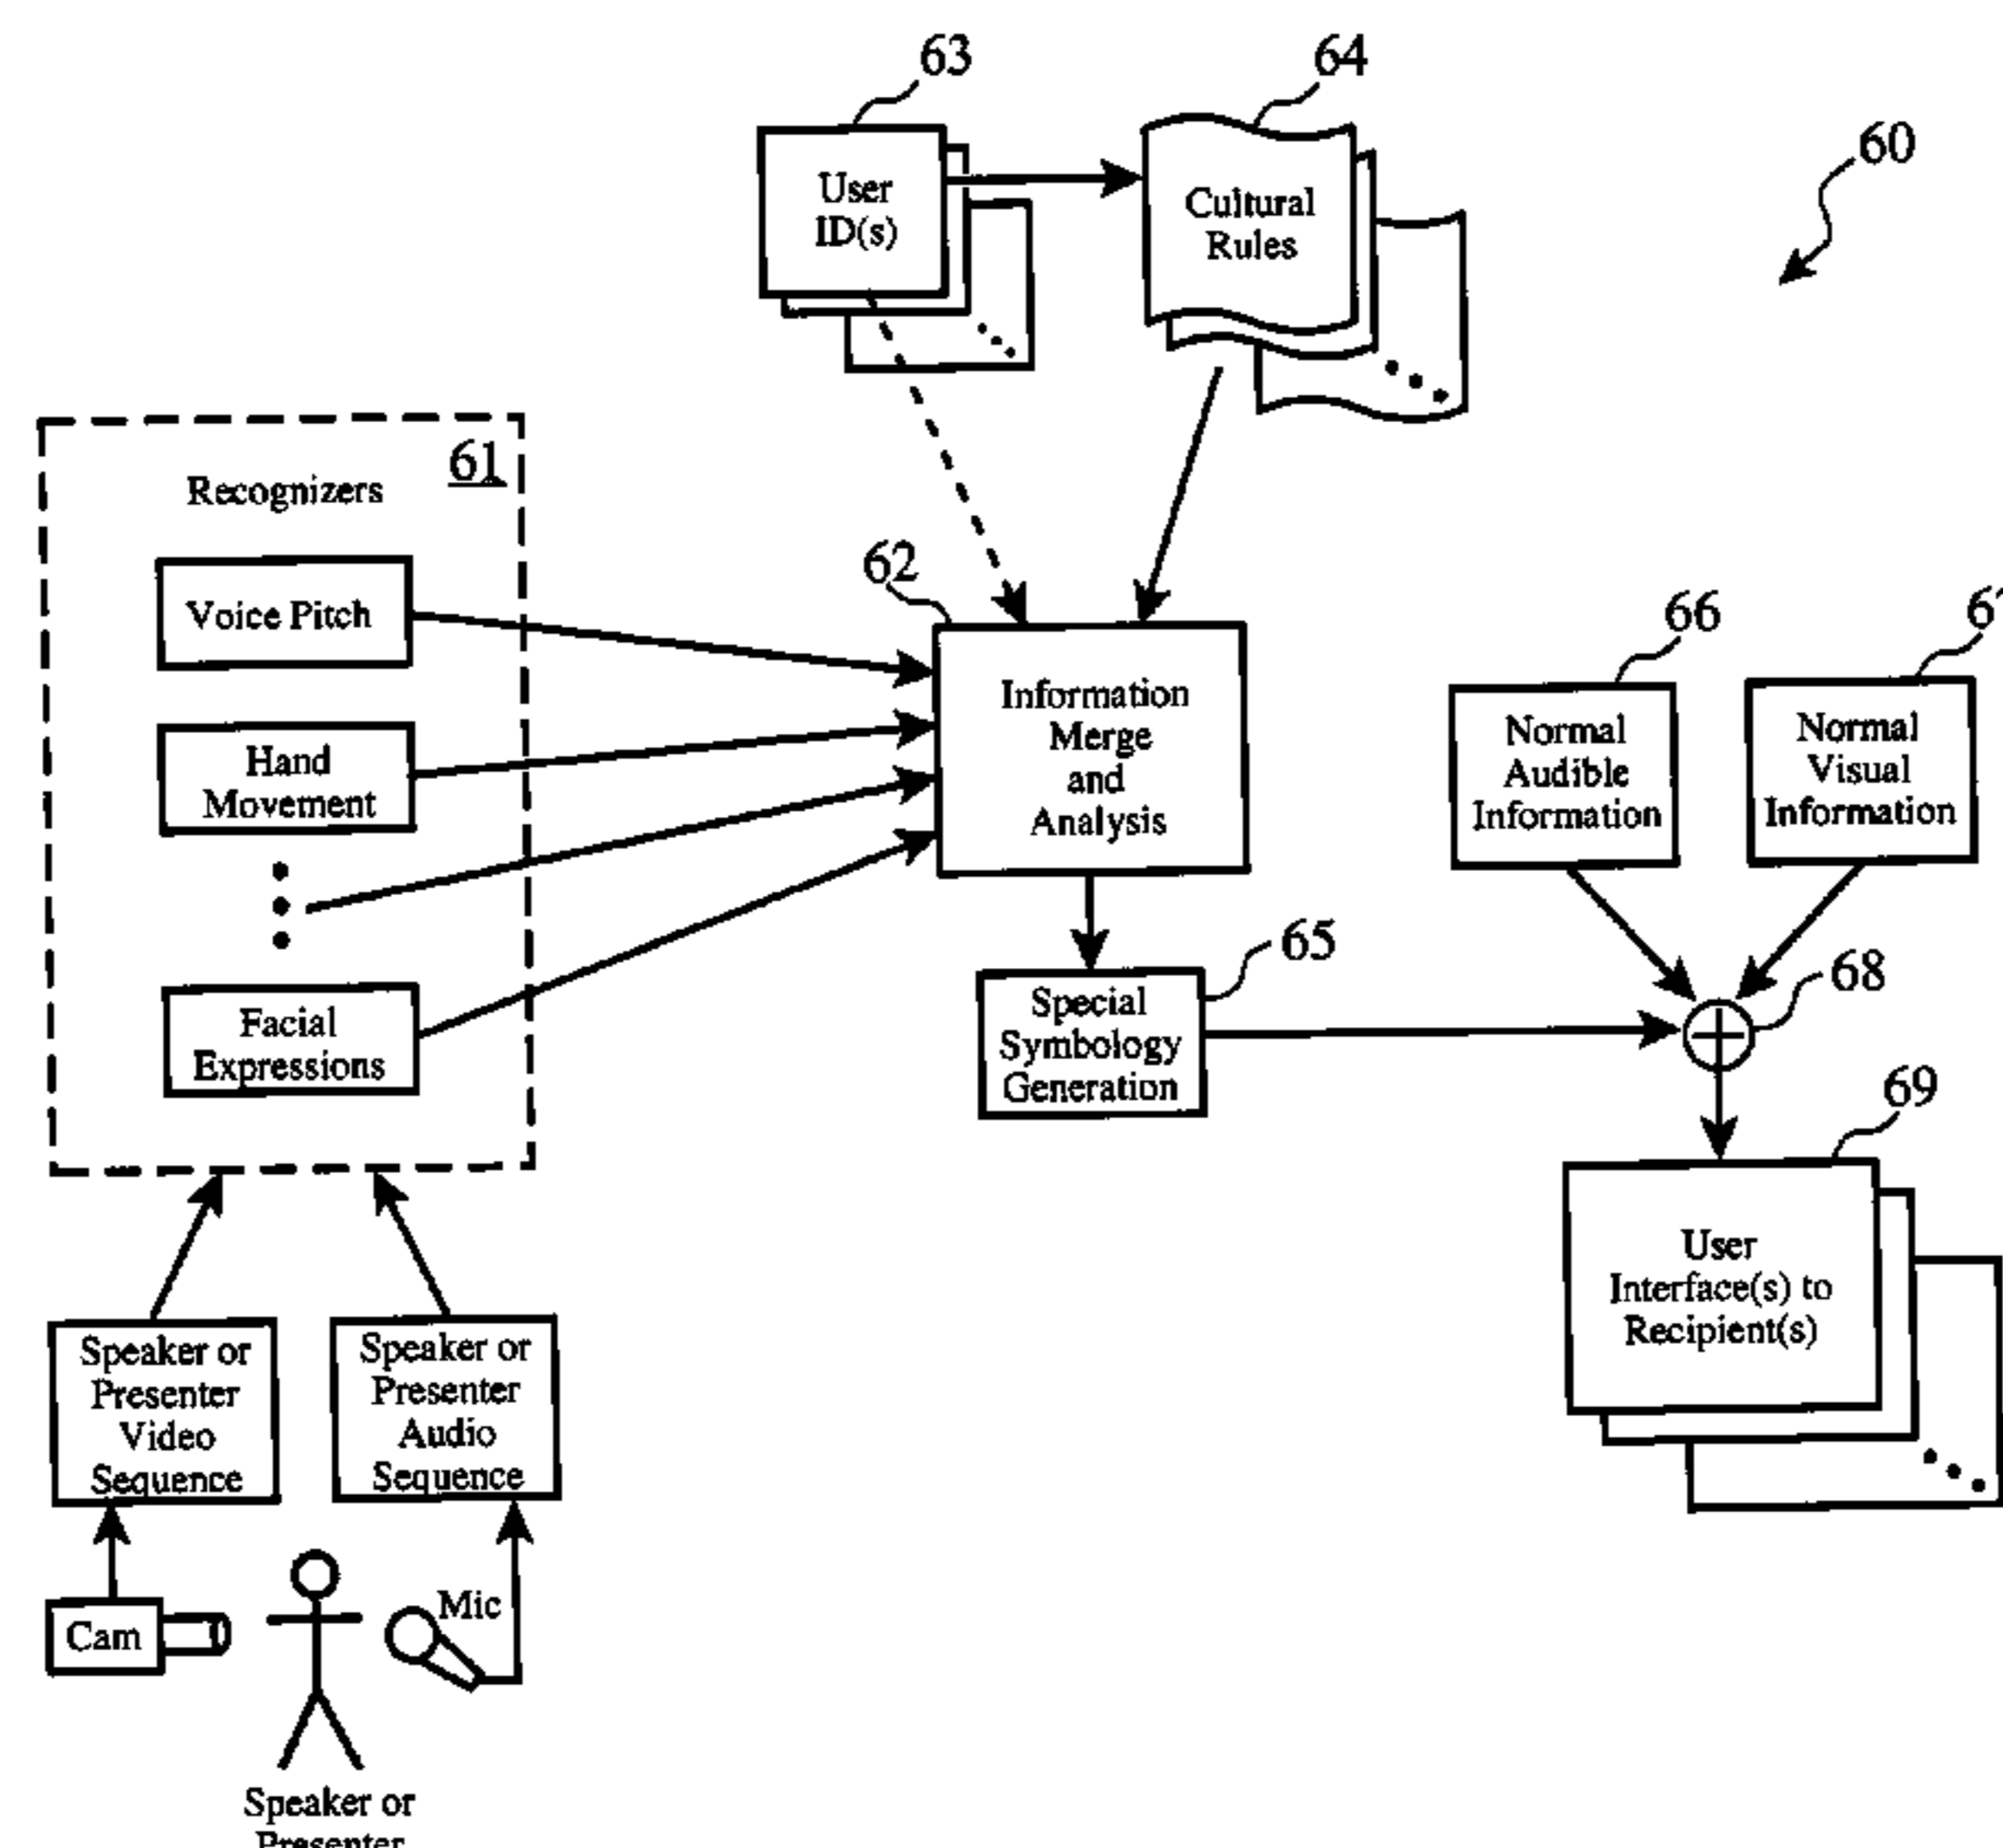 63
64
60
User
ID(s)
Cultural
Rules
61
Recognizers
62
Voice Pitch
66
Information
Merge
and
Analysis
Normal
Audible
Information
Normal
Visual
Information
Hand
Movement
65
68
Special
Symbology
Generation
Facial
Expressions
69
User
Interface(s) to
Recipient(s)
Speaker or
Presenter
Video
Sequence
Speaker or
Presenter
Audio
Sequence
Mic
Cam
Speaker or
Presenter